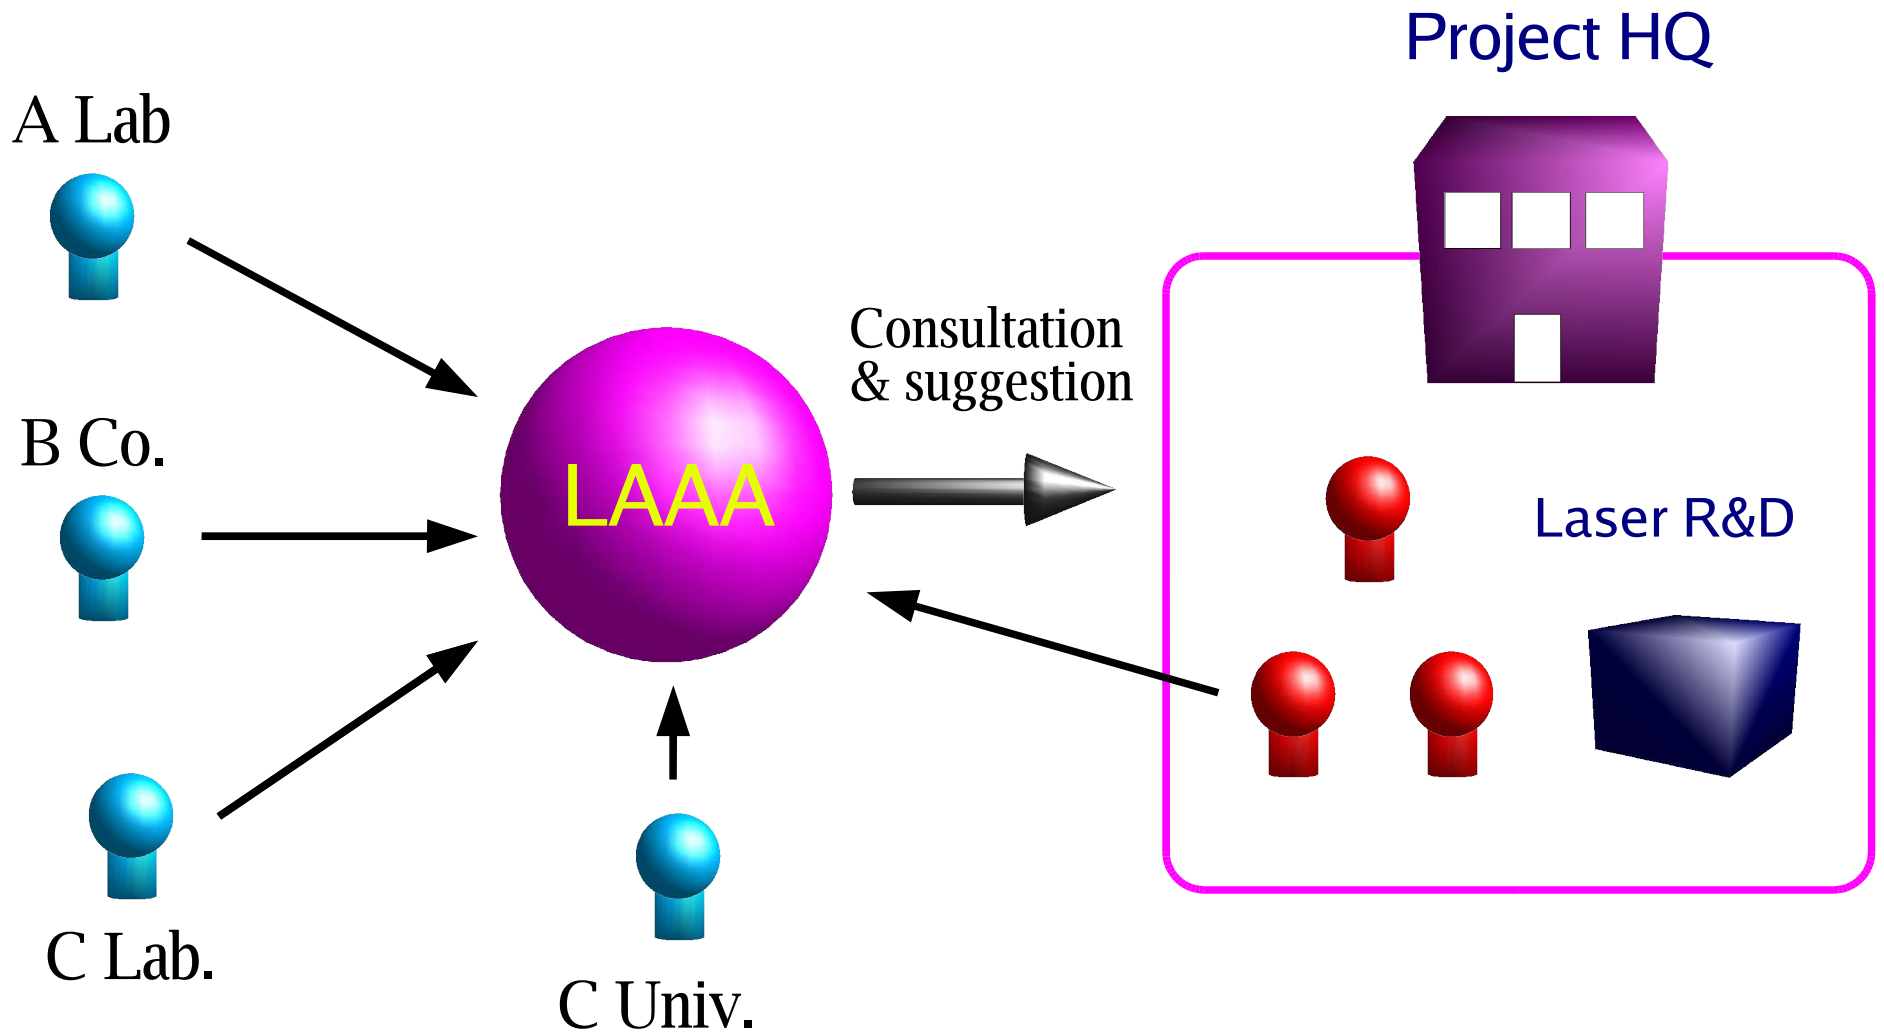 Project HQ
A Lab
Consultation
& suggestion
B Co.
LAAA
Laser R&D
C Lab.
C Univ.